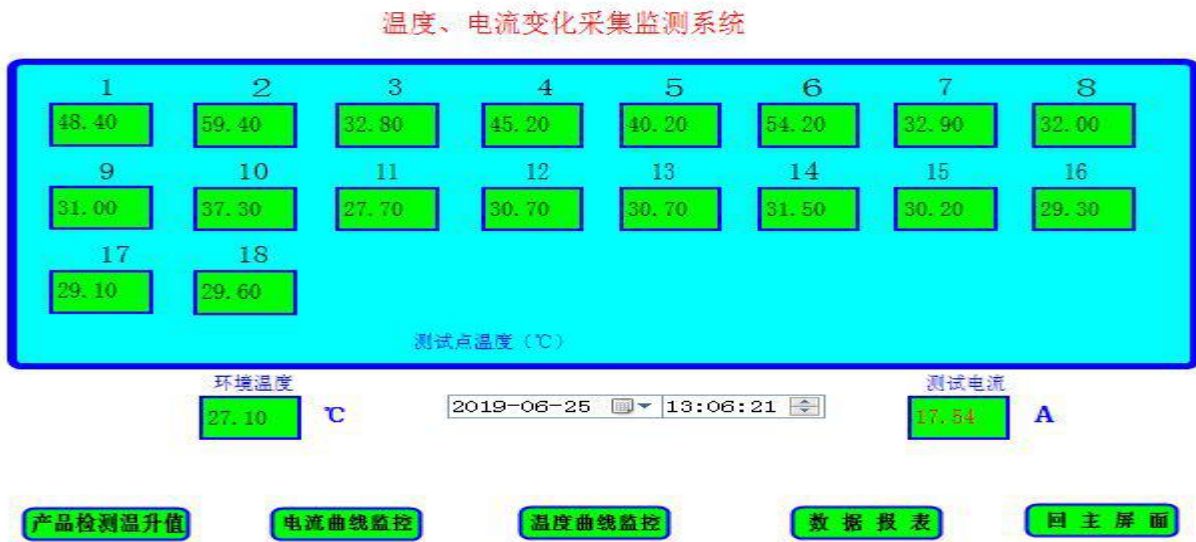 温度、电流变化采集监测系统
1 2 3 4 5 6 7 8
48.40 59.40 32.80 45.20 40.20 54.20 32.90 32.00
9 10 11 12 13 14 15 16
31.00 37.30 27.70 30.70 30.70 31.50 30.20 29.30
17 18
29.10 29.60
测试点温度（℃）
环境温度 测试电流
27.10 ℃ 2019-06-25 13:06:21 17.54 A
产品检测温升值 电流曲线监控 温度曲线监控 数据报表 回主屏面